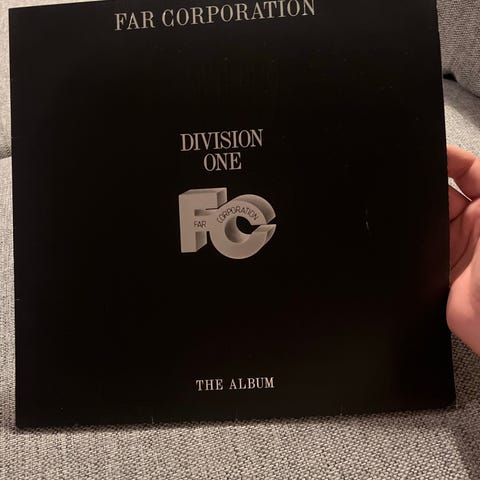 FAR CORPORATION
DIVISION
ONE
FC
FAR CORPORATION
THE ALBUM